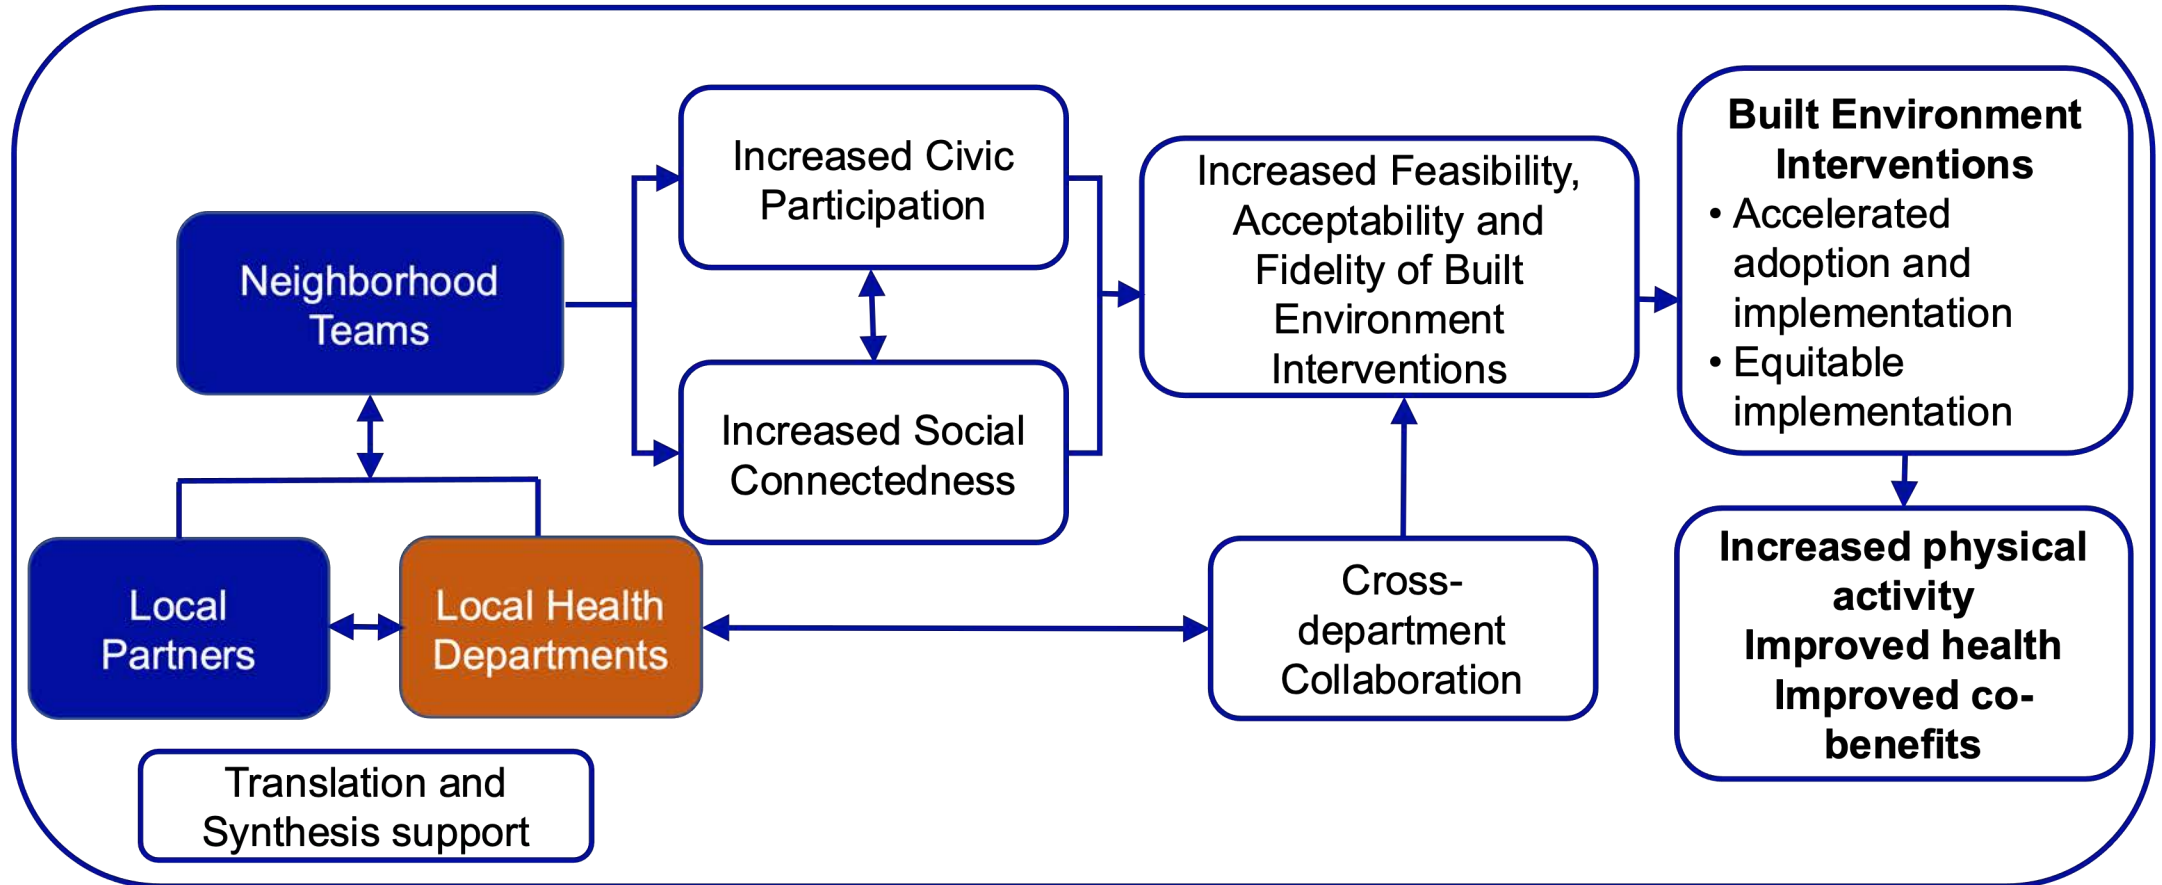 Neighborhood
Teams
Local
Partners
Local Health
Departments
Translation and
Synthesis support
Increased Civic
Participation
Increased Social
Connectedness
Increased Feasibility,
Acceptability and
Fidelity of Built
Environment
Interventions
Cross-
department
Collaboration
Built Environment
Interventions
• Accelerated
adoption and
implementation
• Equitable
implementation
Increased physical
activity
Improved health
Improved co-
benefits